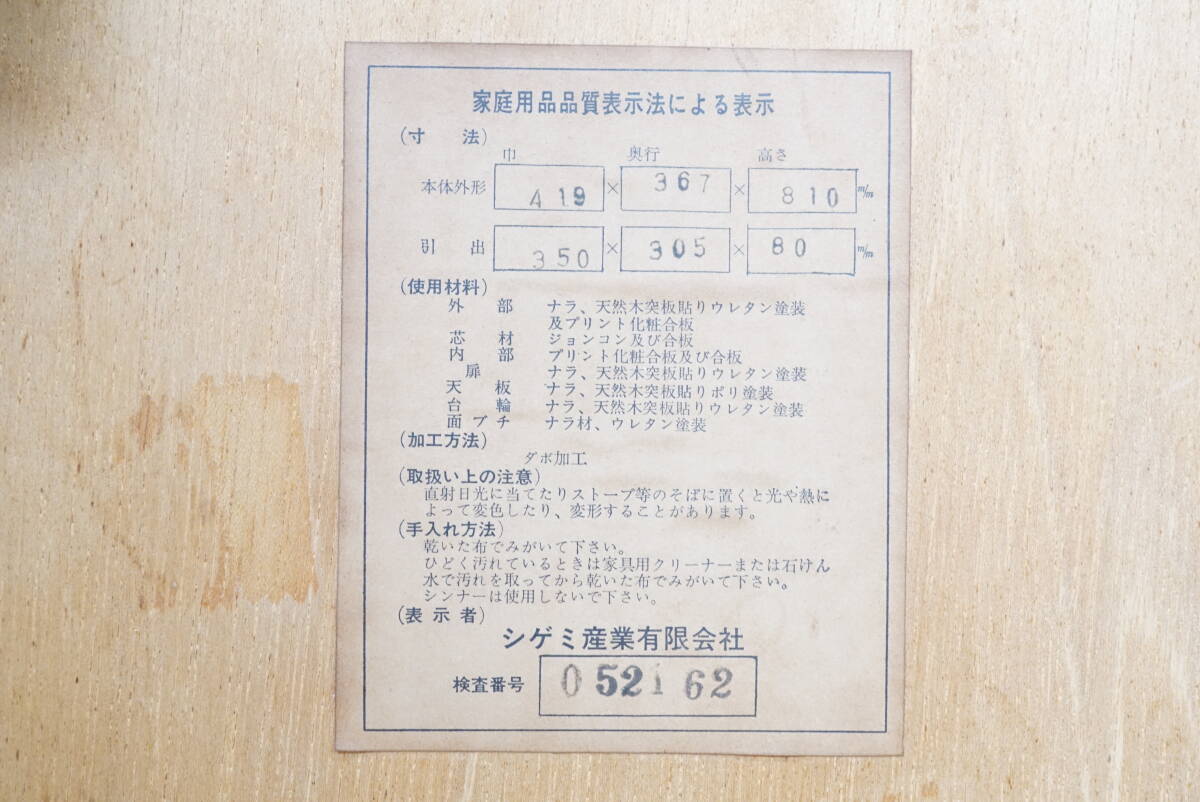 家庭用品品質表示法による表示
(寸 法)
巾 奥行 高さ
本体外形 419 × 367 × 810 m/m
引 出 350 × 305 × 80 m/m
(使用材料)
外 部 ナラ、天然木突板貼りウレタン塗装
及プリント化粧合板
芯 材 ジョンコン及び合板
内 部 プリント化粧合板及び合板
扉 ナラ、天然木突板貼りウレタン塗装
天 板 ナラ、天然木突板貼りポリ塗装
台 輪 ナラ、天然木突板貼りウレタン塗装
面ブチ ナラ材、ウレタン塗装
(加工方法)
ダボ加工
(取扱い上の注意)
直射日光に当てたりストーブ等のそばに置くと光や熱に
よって変色したり、変形することがあります。
(手入れ方法)
乾いた布でみがいて下さい。
ひどく汚れているときは家具用クリーナーまたは石けん
水で汚れを取ってから乾いた布でみがいて下さい。
シンナーは使用しないで下さい。
(表示者)
シゲミ産業有限会社
検査番号 052162